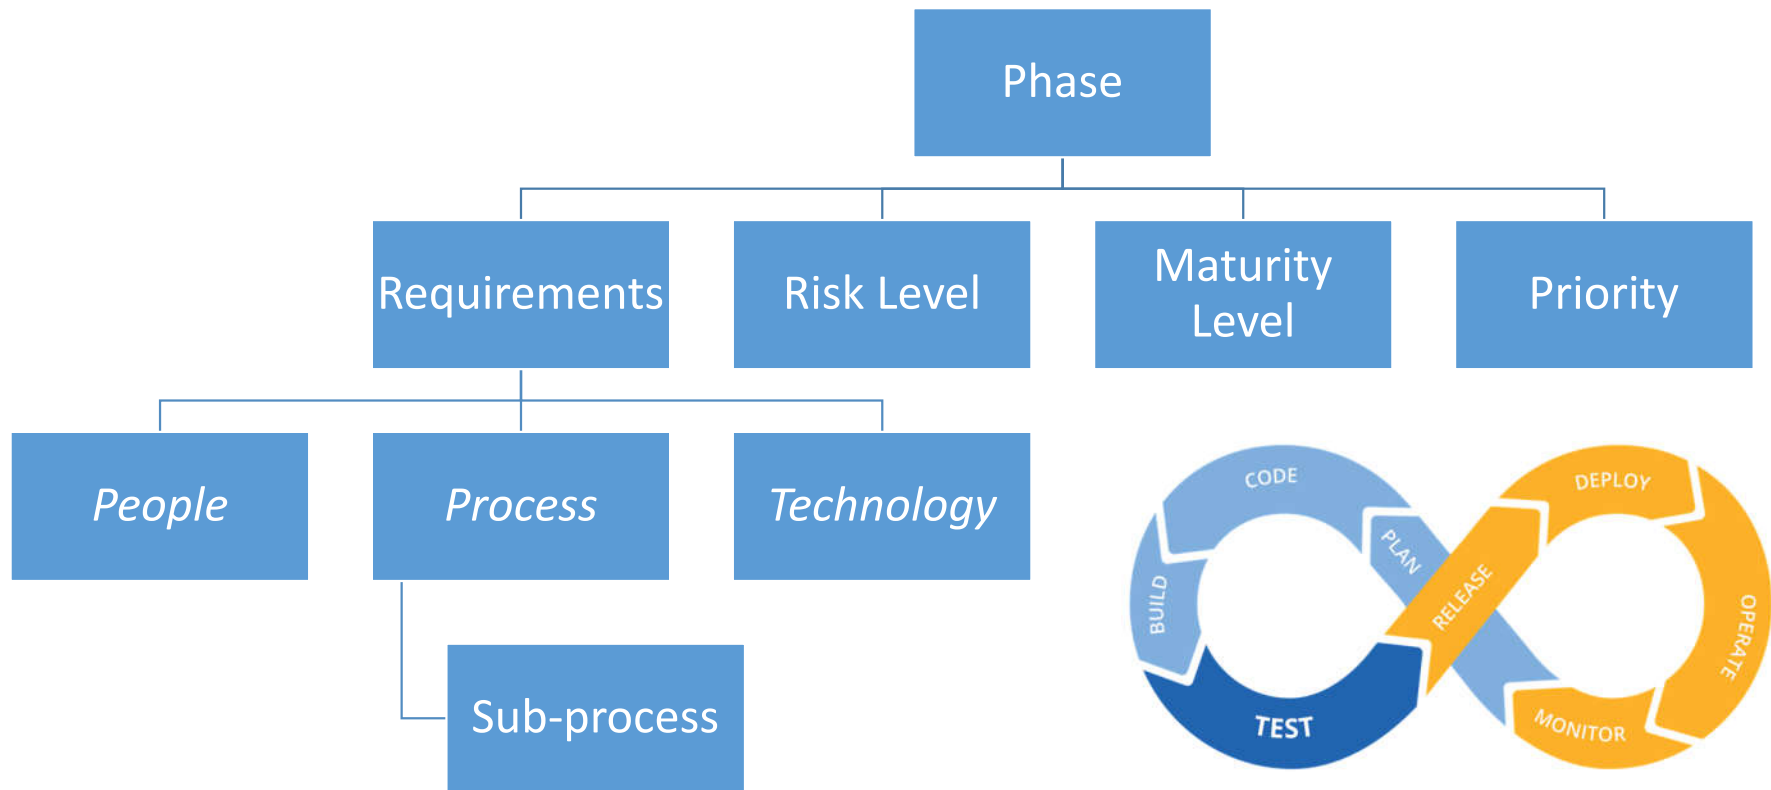 Phase
Requirements
Risk Level
Maturity
Level
Priority
People
Process
Technology
Sub-process
CODE
PLAN
BUILD
TEST
RELEASE
DEPLOY
OPERATE
MONITOR